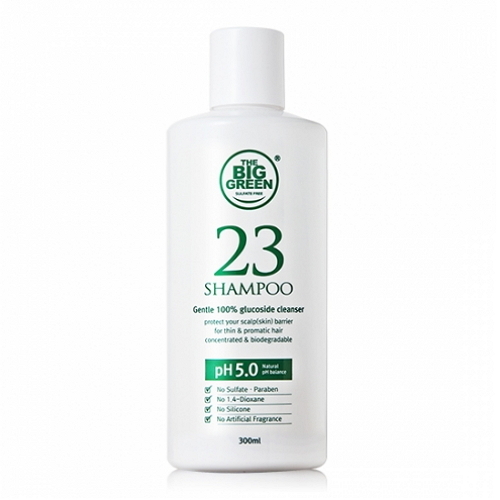 THE
BIG
GREEN
®
SULFATE FREE
23
SHAMPOO
Gentle 100% glucoside cleanser
protect your scalp(skin) barrier
for thin & promatic hair
concentrated & biodegradable
pH 5.0 Natural
pH balance
No Sulfate - Paraben
No 1,4-Dioxane
No Silicone
No Artificial Fragrance
300ml